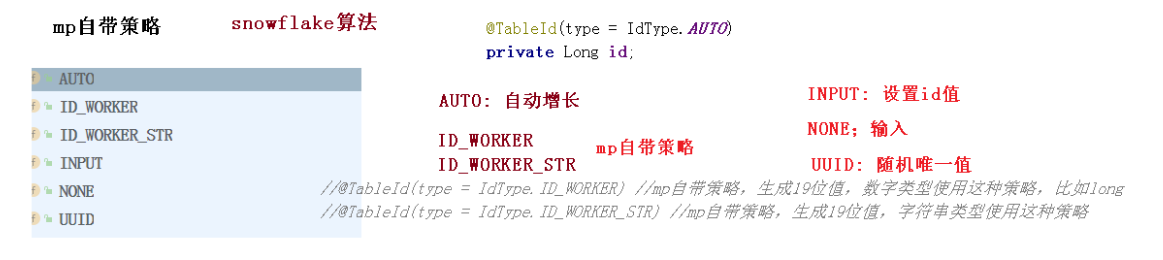 mp自带策略
snowflake算法
@TableId(type = IdType.AUTO)
private Long id;
AUTO
ID_WORKER
ID_WORKER_STR
INPUT
NONE
UUID
AUTO: 自动增长
ID_WORKER
ID_WORKER_STR
mp自带策略
INPUT: 设置id值
NONE; 输入
UUID: 随机唯一值
//@TableId(type = IdType.ID_WORKER) //mp自带策略，生成19位值，数字类型使用这种策略，比如long
//@TableId(type = IdType.ID_WORKER_STR) //mp自带策略，生成19位值，字符串类型使用这种策略